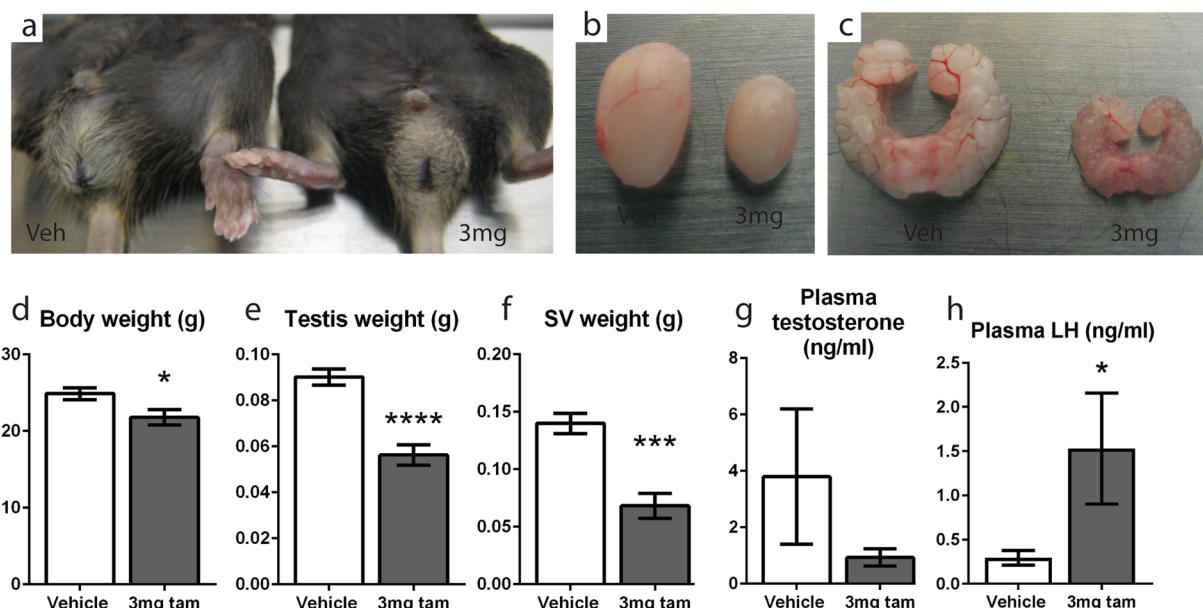 a
b
c
Veh
3mg
Veh
3mg
Veh
3mg
d
Body weight (g)
30
20
10
0
*
Vehicle 3mg tam
e
Testis weight (g)
0.10
0.08
0.06
0.04
0.02
0.00
****
Vehicle 3mg tam
f
SV weight (g)
0.20
0.15
0.10
0.05
0.00
***
Vehicle 3mg tam
g
Plasma
testosterone
(ng/ml)
8
6
4
2
0
Vehicle 3mg tam
h
Plasma LH (ng/ml)
2.5
2.0
1.5
1.0
0.5
0.0
*
Vehicle 3mg tam